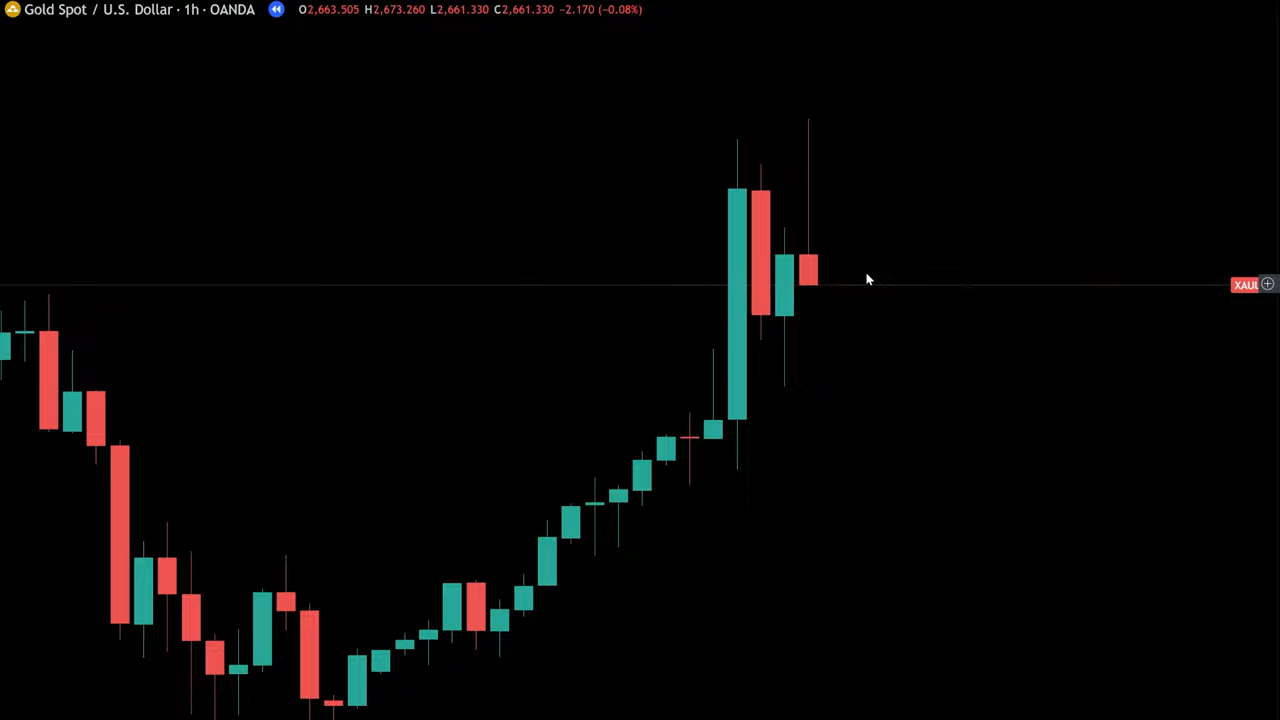 Gold Spot / U.S. Dollar · 1h · OANDA O2,663.505 H2,673.260 L2,661.330 C2,661.330 −2.170 (−0.08%)
XAU